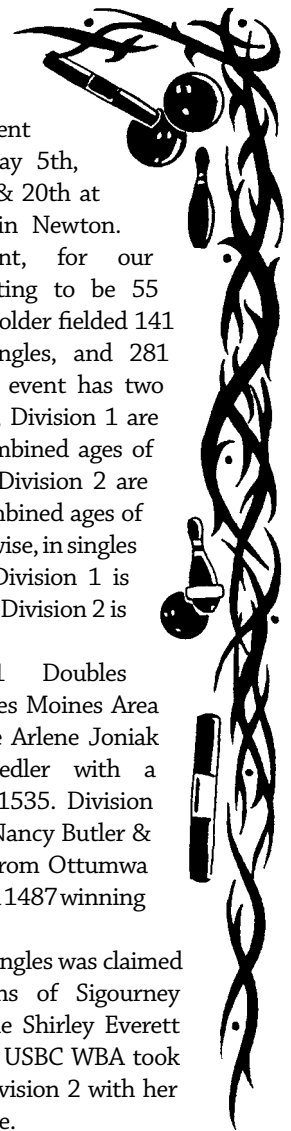 ent
ay 5th,
& 20th at
in Newton.
nt, for our
ting to be 55
older fielded 141
ngles, and 281
event has two
Division 1 are
mbined ages of
Division 2 are
mbined ages of
wise, in singles
Division 1 is
Division 2 is
1 Doubles
es Moines Area
e Arlene Joniak
edler with a
1535. Division
Nancy Butler &
rom Ottumwa
1487 winning
ngles was claimed
ns of Sigourney
e Shirley Everett
USBC WBA took
vision 2 with her
e.